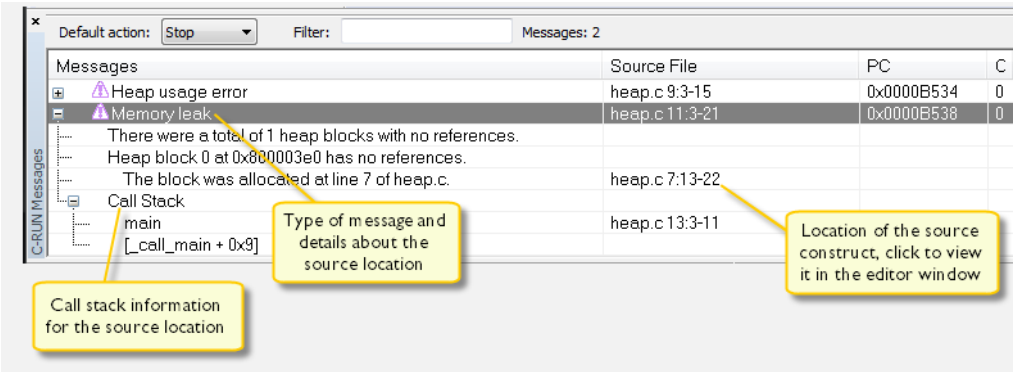 Default action: Stop Filter: Messages: 2
Messages Source File PC C
Heap usage error heap.c 9:3-15 0x0000B534 0
Memory leak heap.c 11:3-21 0x0000B538 0
There were a total of 1 heap blocks with no references.
Heap block 0 at 0x800003e0 has no references.
The block was allocated at line 7 of heap.c. heap.c 7:13-22
Call Stack
main heap.c 13:3-11
[_call_main + 0x9]
C-RUN Messages
Type of message and
details about the
source location
Location of the source
construct, click to view
it in the editor window
Call stack information
for the source location